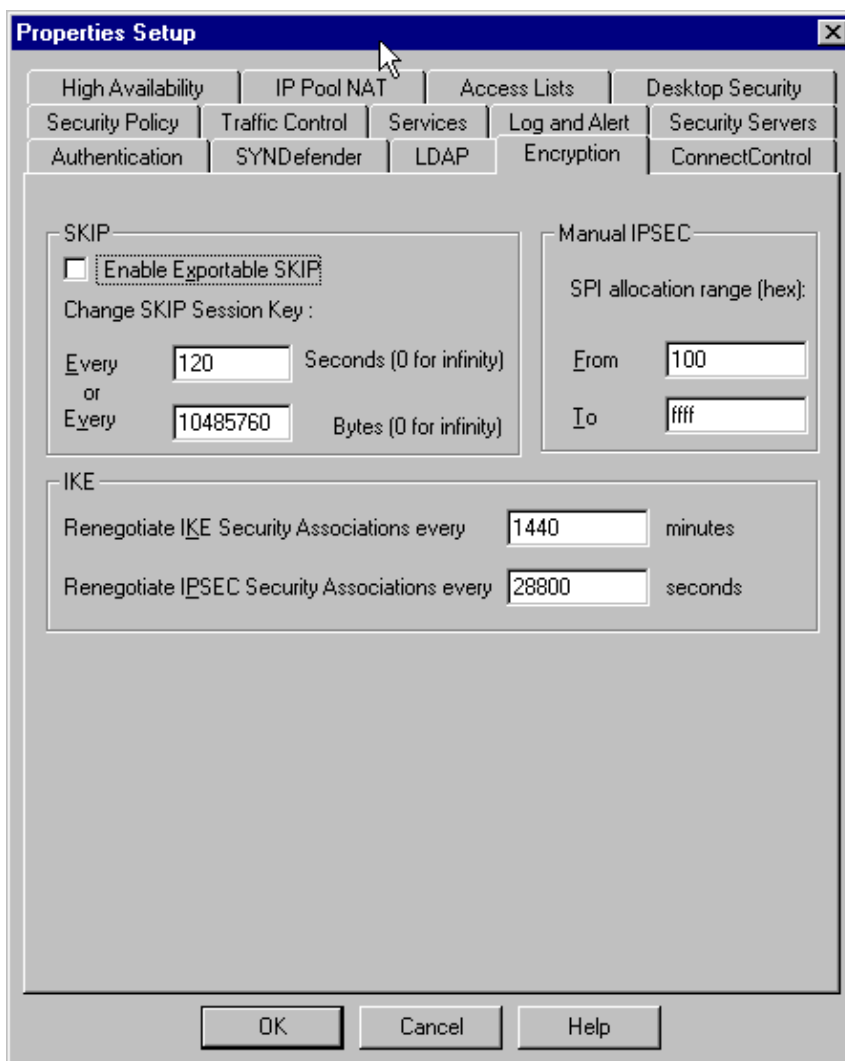 Properties Setup
High Availability IP Pool NAT Access Lists Desktop Security
Security Policy Traffic Control Services Log and Alert Security Servers
Authentication SYNDefender LDAP Encryption ConnectControl
SKIP
Enable Exportable SKIP
Change SKIP Session Key :
Every 120 Seconds (0 for infinity)
or
Every 10485760 Bytes (0 for infinity)
Manual IPSEC
SPI allocation range (hex):
From 100
To ffff
IKE
Renegotiate IKE Security Associations every 1440 minutes
Renegotiate IPSEC Security Associations every 28800 seconds
OK Cancel Help